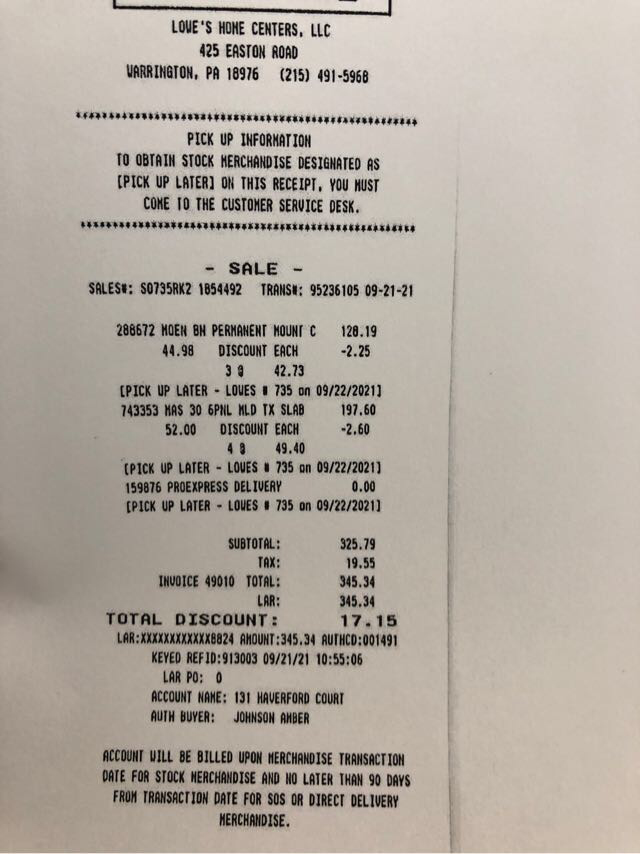 LOWE'S HOME CENTERS, LLC
425 EASTON ROAD
WARRINGTON, PA 18976 (215) 491-5968
******************************************************
PICK UP INFORMATION
TO OBTAIN STOCK MERCHANDISE DESIGNATED AS
[PICK UP LATER] ON THIS RECEIPT, YOU MUST
COME TO THE CUSTOMER SERVICE DESK.
******************************************************
- SALE -
SALES#: S0735RK2 1854492 TRANS#: 95236105 09-21-21
288672 MOEN BH PERMANENT MOUNT C 128.19
44.98 DISCOUNT EACH -2.25
3 @ 42.73
[PICK UP LATER - LOWES # 735 on 09/22/2021]
743353 MAS 30 6PNL MLD TX SLAB 197.60
52.00 DISCOUNT EACH -2.60
4 @ 49.40
[PICK UP LATER - LOWES # 735 on 09/22/2021]
159876 PROEXPRESS DELIVERY 0.00
[PICK UP LATER - LOWES # 735 on 09/22/2021]
SUBTOTAL: 325.79
TAX: 19.55
INVOICE 49010 TOTAL: 345.34
LAR: 345.34
TOTAL DISCOUNT: 17.15
LAR:XXXXXXXXXXXX8824 AMOUNT:345.34 AUTHCD:001491
KEYED REFID:913003 09/21/21 10:55:06
LAR PO: 0
ACCOUNT NAME: 131 HAVERFORD COURT
AUTH BUYER: JOHNSON AMBER
ACCOUNT WILL BE BILLED UPON MERCHANDISE TRANSACTION
DATE FOR STOCK MERCHANDISE AND NO LATER THAN 90 DAYS
FROM TRANSACTION DATE FOR SOS OR DIRECT DELIVERY
MERCHANDISE.